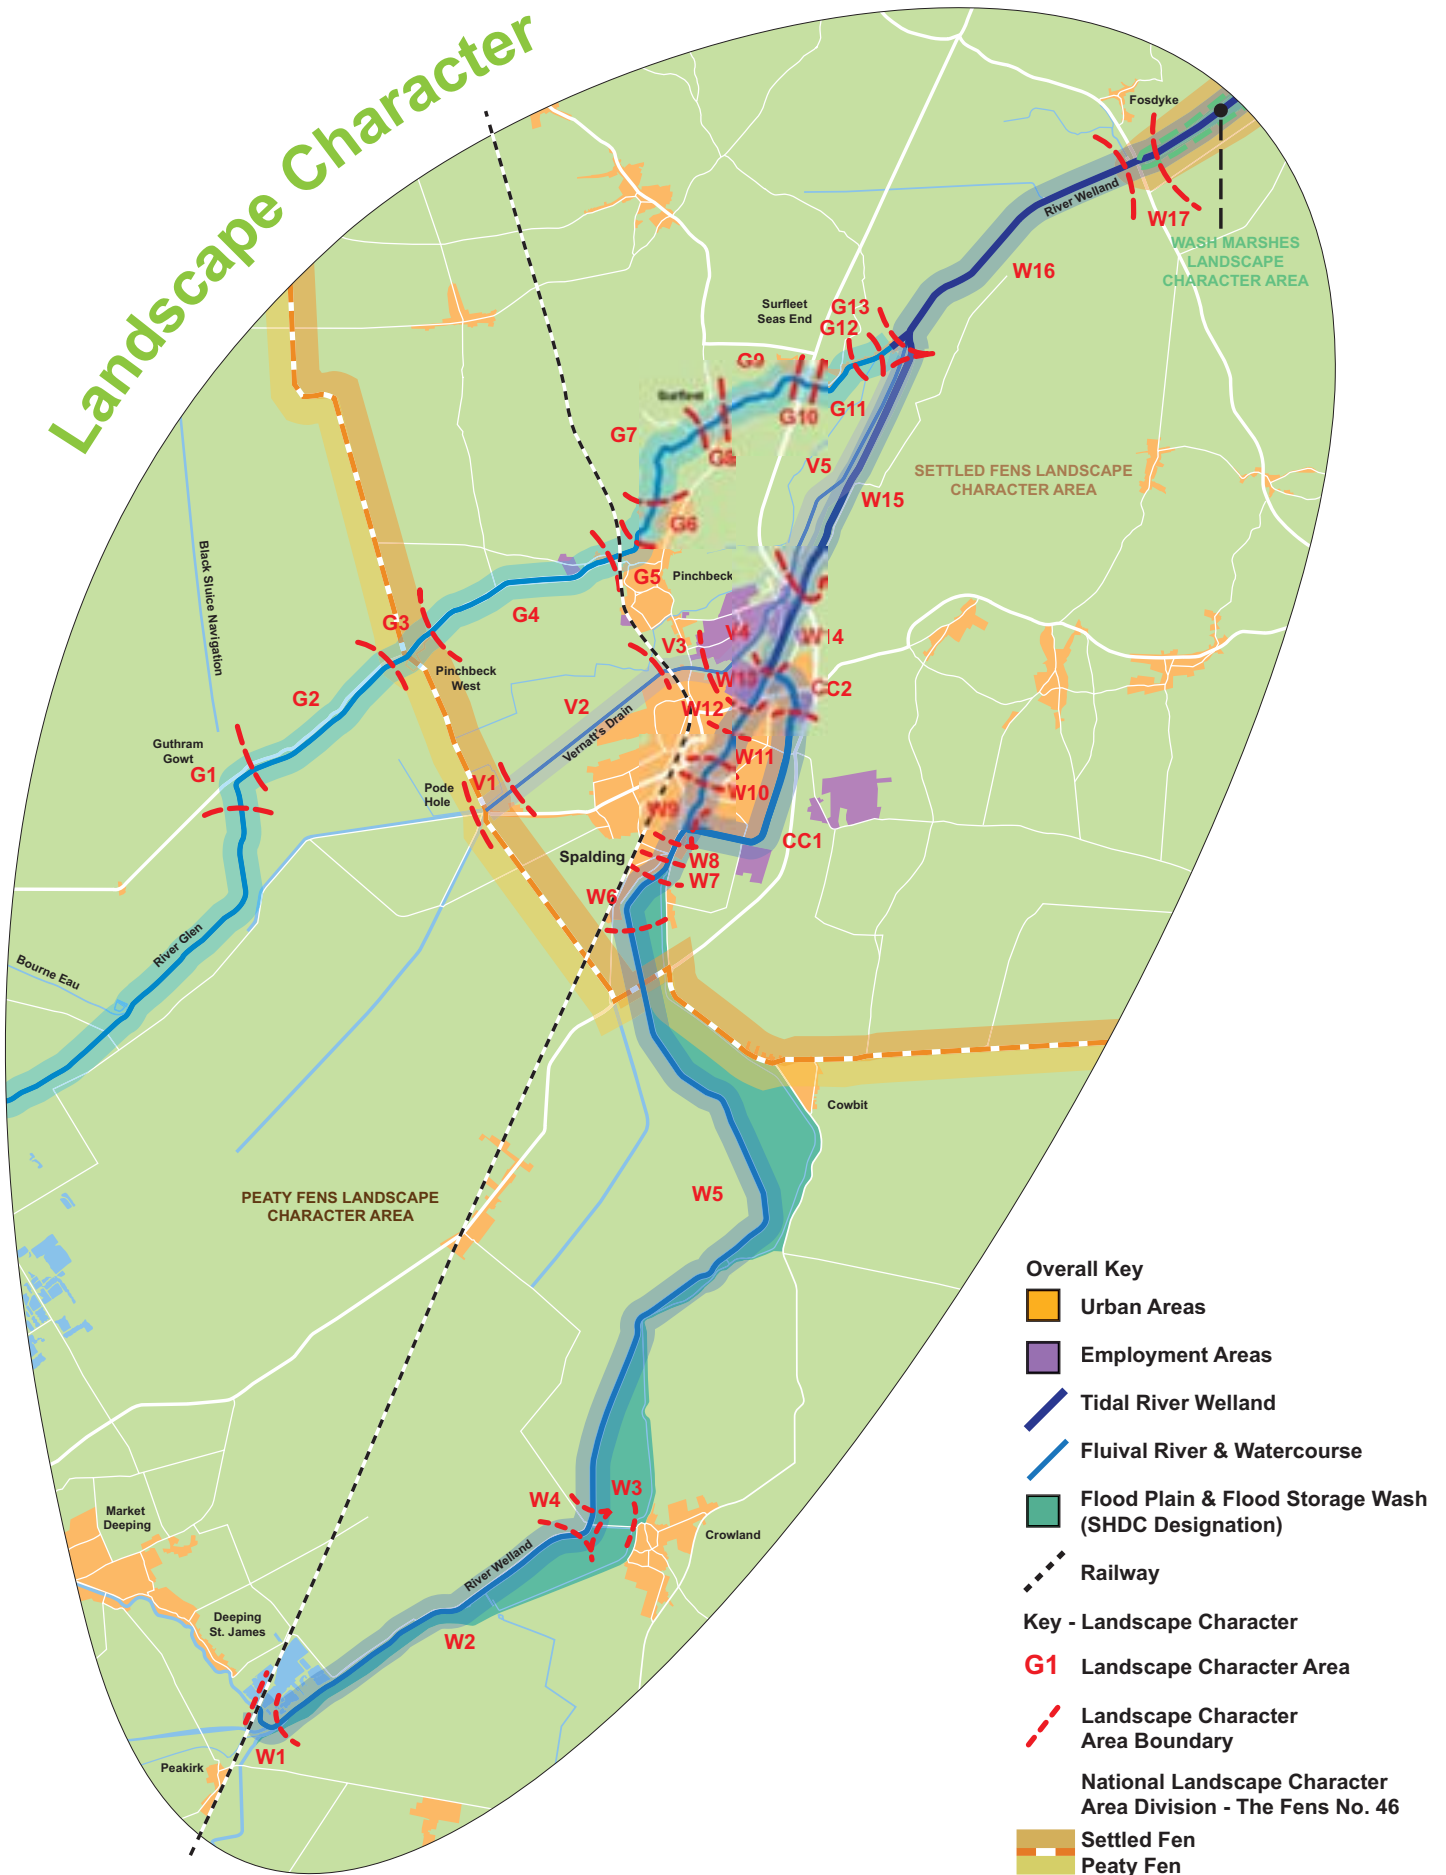 Landscape Character
Fosdyke
River Welland
W17
WASH MARSHES
LANDSCAPE
CHARACTER AREA
W16
Surfleet
Seas End
G13
G12
G9
G10
G11
Surfleet
G7
G8
V5
SETTLED FENS LANDSCAPE
CHARACTER AREA
W15
G6
Black Sluice Navigation
G5
Pinchbeck
G4
G3
V4
W14
V3
Pinchbeck
West
W13
CC2
G2
V2
W12
Vernatt's Drain
Guthram
Gowt
G1
W11
V1
Pode
Hole
W10
W9
CC1
Spalding
W8
W7
W6
River Glen
Bourne Eau
Cowbit
W5
PEATY FENS LANDSCAPE
CHARACTER AREA
W3
W4
Market
Deeping
Crowland
River Welland
Deeping
St. James
W2
W1
Peakirk
Overall Key
Urban Areas
Employment Areas
Tidal River Welland
Fluival River & Watercourse
Flood Plain & Flood Storage Wash
(SHDC Designation)
Railway
Key - Landscape Character
G1 Landscape Character Area
Landscape Character
Area Boundary
National Landscape Character
Area Division - The Fens No. 46
Settled Fen
Peaty Fen